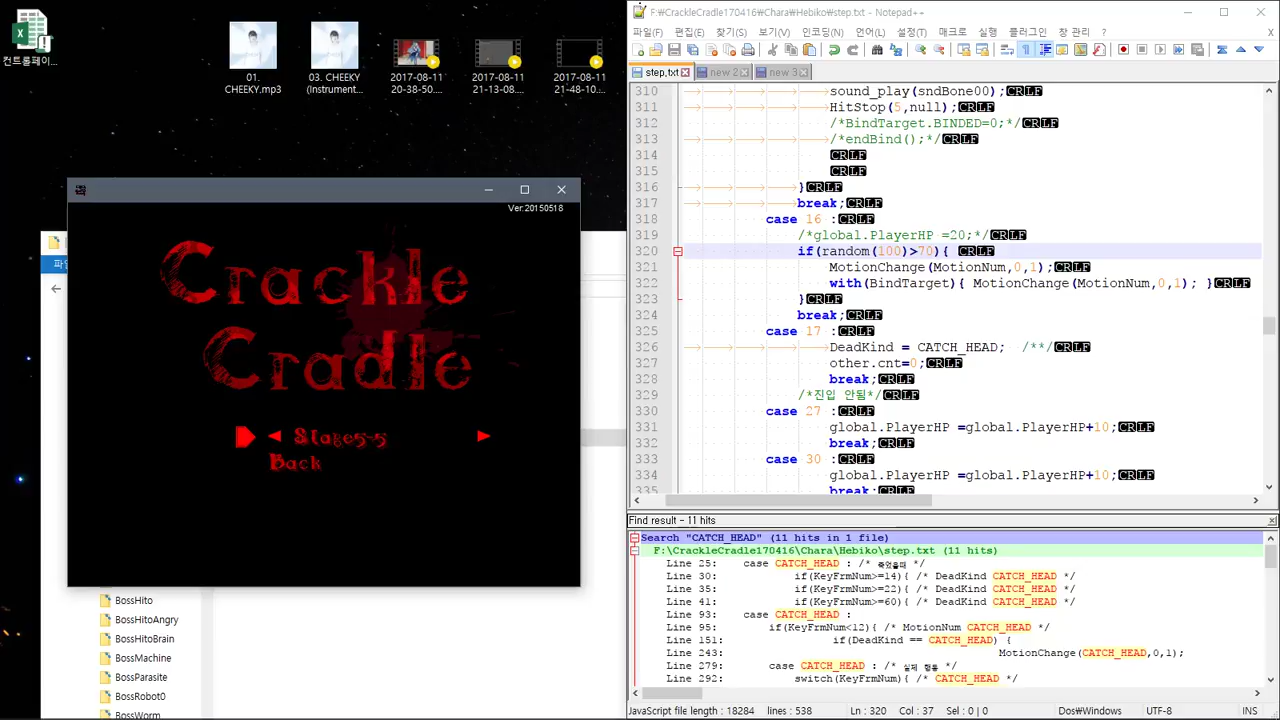 컨트롬페이...
01.
CHEEKY.mp3
03. CHEEKY
(Instrument...
2017-08-11
20-38-50....
2017-08-11
21-13-08....
2017-08-11
21-48-10....
Ver:20150518
Crackle
Cradle
Stage5-5
Back
BossHito
BossHitoAngry
BossHitoBrain
BossMachine
BossParasite
BossRobot0
BossWorm
F:\CrackleCradle170416\Chara\Hebiko\step.txt - Notepad++
파일(F) 편집(E) 찾기(S) 보기(V) 인코딩(N) 언어(L) 설정(T) 매크로 실행 플러그인 창 관리 ? X
step.txt new 2 new 3
310 sound_play(sndBone00);CRLF
311 HitStop(5,null);CRLF
312 /*BindTarget.BINDED=0;*/CRLF
313 /*endBind();*/CRLF
314 CRLF
315 CRLF
316 }CRLF
317 break;CRLF
318 case 16 :CRLF
319 /*global.PlayerHP =20;*/CRLF
320 if(random(100)>70){ CRLF
321 MotionChange(MotionNum,0,1);CRLF
322 with(BindTarget){ MotionChange(MotionNum,0,1); }CRLF
323 }CRLF
324 break;CRLF
325 case 17 :CRLF
326 DeadKind = CATCH_HEAD; /**/CRLF
327 other.cnt=0;CRLF
328 break;CRLF
329 /*진입 안됨*/CRLF
330 case 27 :CRLF
331 global.PlayerHP =global.PlayerHP+10;CRLF
332 break;CRLF
333 case 30 :CRLF
334 global.PlayerHP =global.PlayerHP+10;CRLF
335 break;CRLF
Find result - 11 hits
Search "CATCH_HEAD" (11 hits in 1 file)
F:\CrackleCradle170416\Chara\Hebiko\step.txt (11 hits)
Line 25: case CATCH_HEAD : /* 죽었을때 */
Line 30: if(KeyFrmNum>=14){ /* DeadKind CATCH_HEAD */
Line 35: if(KeyFrmNum>=22){ /* DeadKind CATCH_HEAD */
Line 41: if(KeyFrmNum>=60){ /* DeadKind CATCH_HEAD */
Line 93: case CATCH_HEAD :
Line 95: if(KeyFrmNum<12){ /* MotionNum CATCH_HEAD */
Line 151: if(DeadKind == CATCH_HEAD) {
Line 243: MotionChange(CATCH_HEAD,0,1);
Line 279: case CATCH_HEAD : /* 실제 행동 */
Line 292: switch(KeyFrmNum){ /* CATCH_HEAD */
JavaScript file length : 18284 lines : 538 Ln : 320 Col : 37 Sel : 0 | 0 Dos\Windows UTF-8 INS